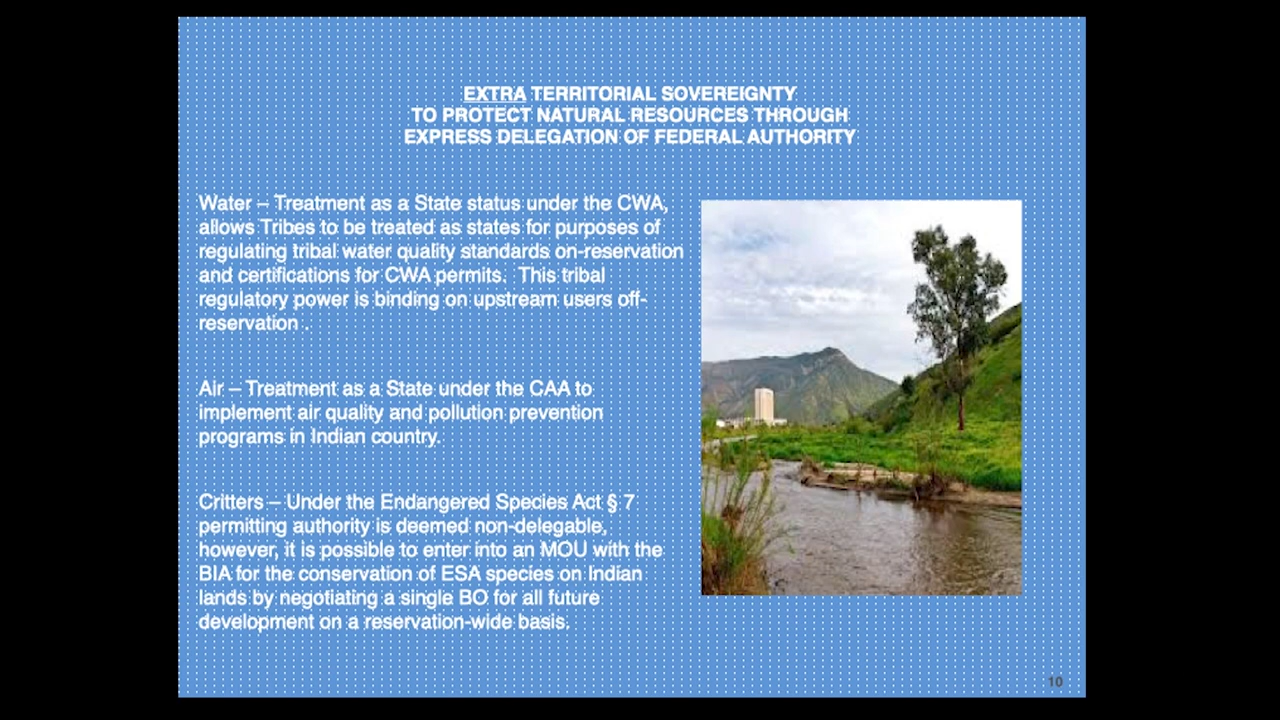 EXTRA TERRITORIAL SOVEREIGNTY
TO PROTECT NATURAL RESOURCES THROUGH
EXPRESS DELEGATION OF FEDERAL AUTHORITY
Water – Treatment as a State status under the CWA,
allows Tribes to be treated as states for purposes of
regulating tribal water quality standards on-reservation
and certifications for CWA permits.  This tribal
regulatory power is binding on upstream users off-
reservation .
Air – Treatment as a State under the CAA to
implement air quality and pollution prevention
programs in Indian country.
Critters – Under the Endangered Species Act § 7
permitting authority is deemed non-delegable,
however, it is possible to enter into an MOU with the
BIA for the conservation of ESA species on Indian
lands by negotiating a single BO for all future
development on a reservation-wide basis.
10